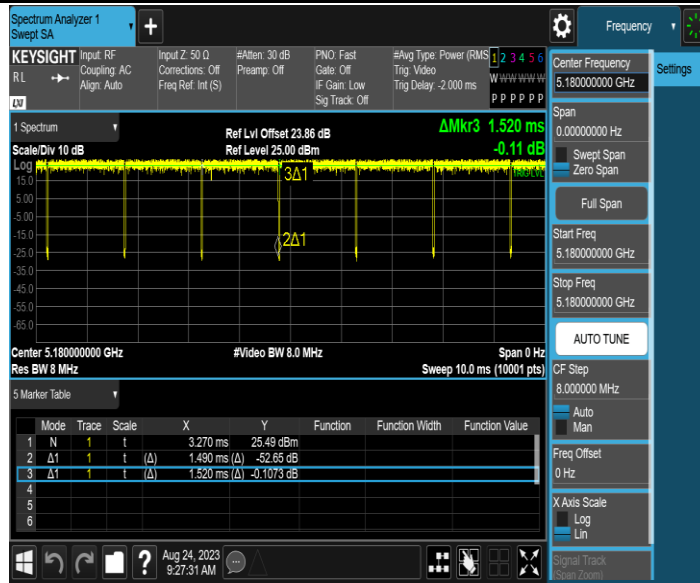 Spectrum Analyzer 1
Swept SA
+
Frequency
KEYSIGHT Input: RF Input Z: 50 Ω #Atten: 30 dB PNO: Fast #Avg Type: Power (RMS 1 2 3 4 5 6
RL Coupling: AC Corrections: Off Preamp: Off Gate: Off Trig: Video
Align: Auto Freq Ref: Int (S) IF Gain: Low Trig Delay: -2.000 ms W W W W W W
LXI Sig Track: Off P P P P P P
1 Spectrum
Ref Lvl Offset 23.86 dB ΔMkr3 1.520 ms
Scale/Div 10 dB Ref Level 25.00 dBm -0.11 dB
Log
15.0 3Δ1 TRIG LVL
5.00
-5.00
-15.0 2Δ1
-25.0
-35.0
-45.0
-55.0
-65.0
Center 5.180000000 GHz #Video BW 8.0 MHz Span 0 Hz
Res BW 8 MHz Sweep 10.0 ms (10001 pts)
5 Marker Table
Mode Trace Scale X Y Function Function Width Function Value
1 N 1 t 3.270 ms 25.49 dBm
2 Δ1 1 t (Δ) 1.490 ms (Δ) -52.65 dB
3 Δ1 1 t (Δ) 1.520 ms (Δ) -0.1073 dB
4
5
6
? Aug 24, 2023
9:27:31 AM
Center Frequency
5.180000000 GHz
Settings
Span
0.00000000 Hz
Swept Span
Zero Span
Full Span
Start Freq
5.180000000 GHz
Stop Freq
5.180000000 GHz
AUTO TUNE
CF Step
8.000000 MHz
Auto
Man
Freq Offset
0 Hz
X Axis Scale
Log
Lin
Signal Track
(Span Zoom)